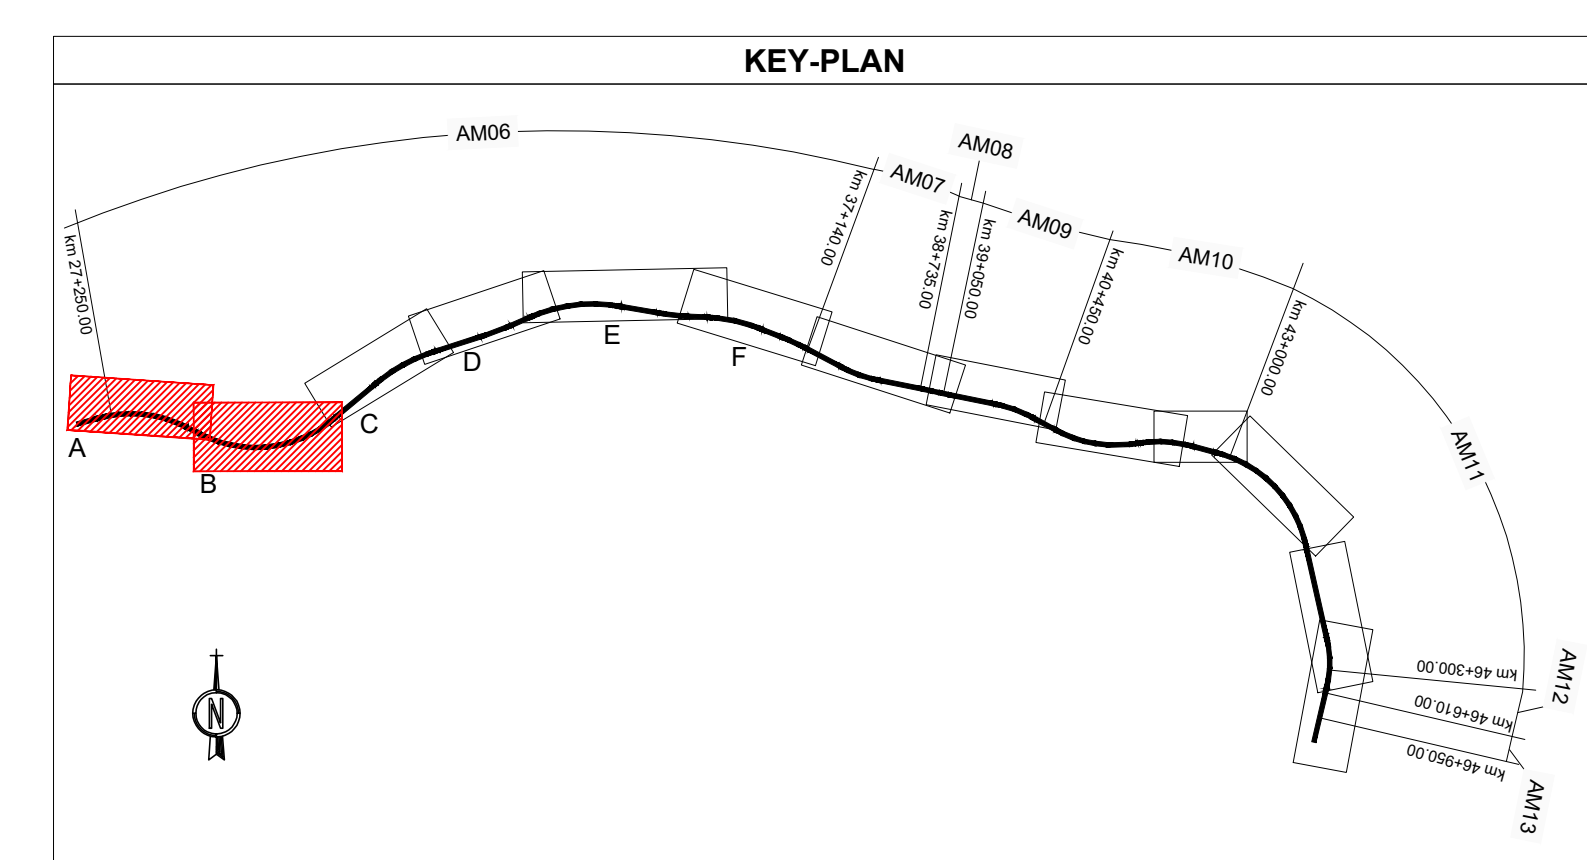 KEY-PLAN
AM06
AM07
AM08
AM09
AM10
AM11
AM12
AM13
km 27+250.00
km 37+140.00
km 38+735.00
km 39+050.00
km 40+450.00
km 43+000.00
km 46+300.00
km 46+610.00
km 46+950.00
A
B
C
D
E
F
N